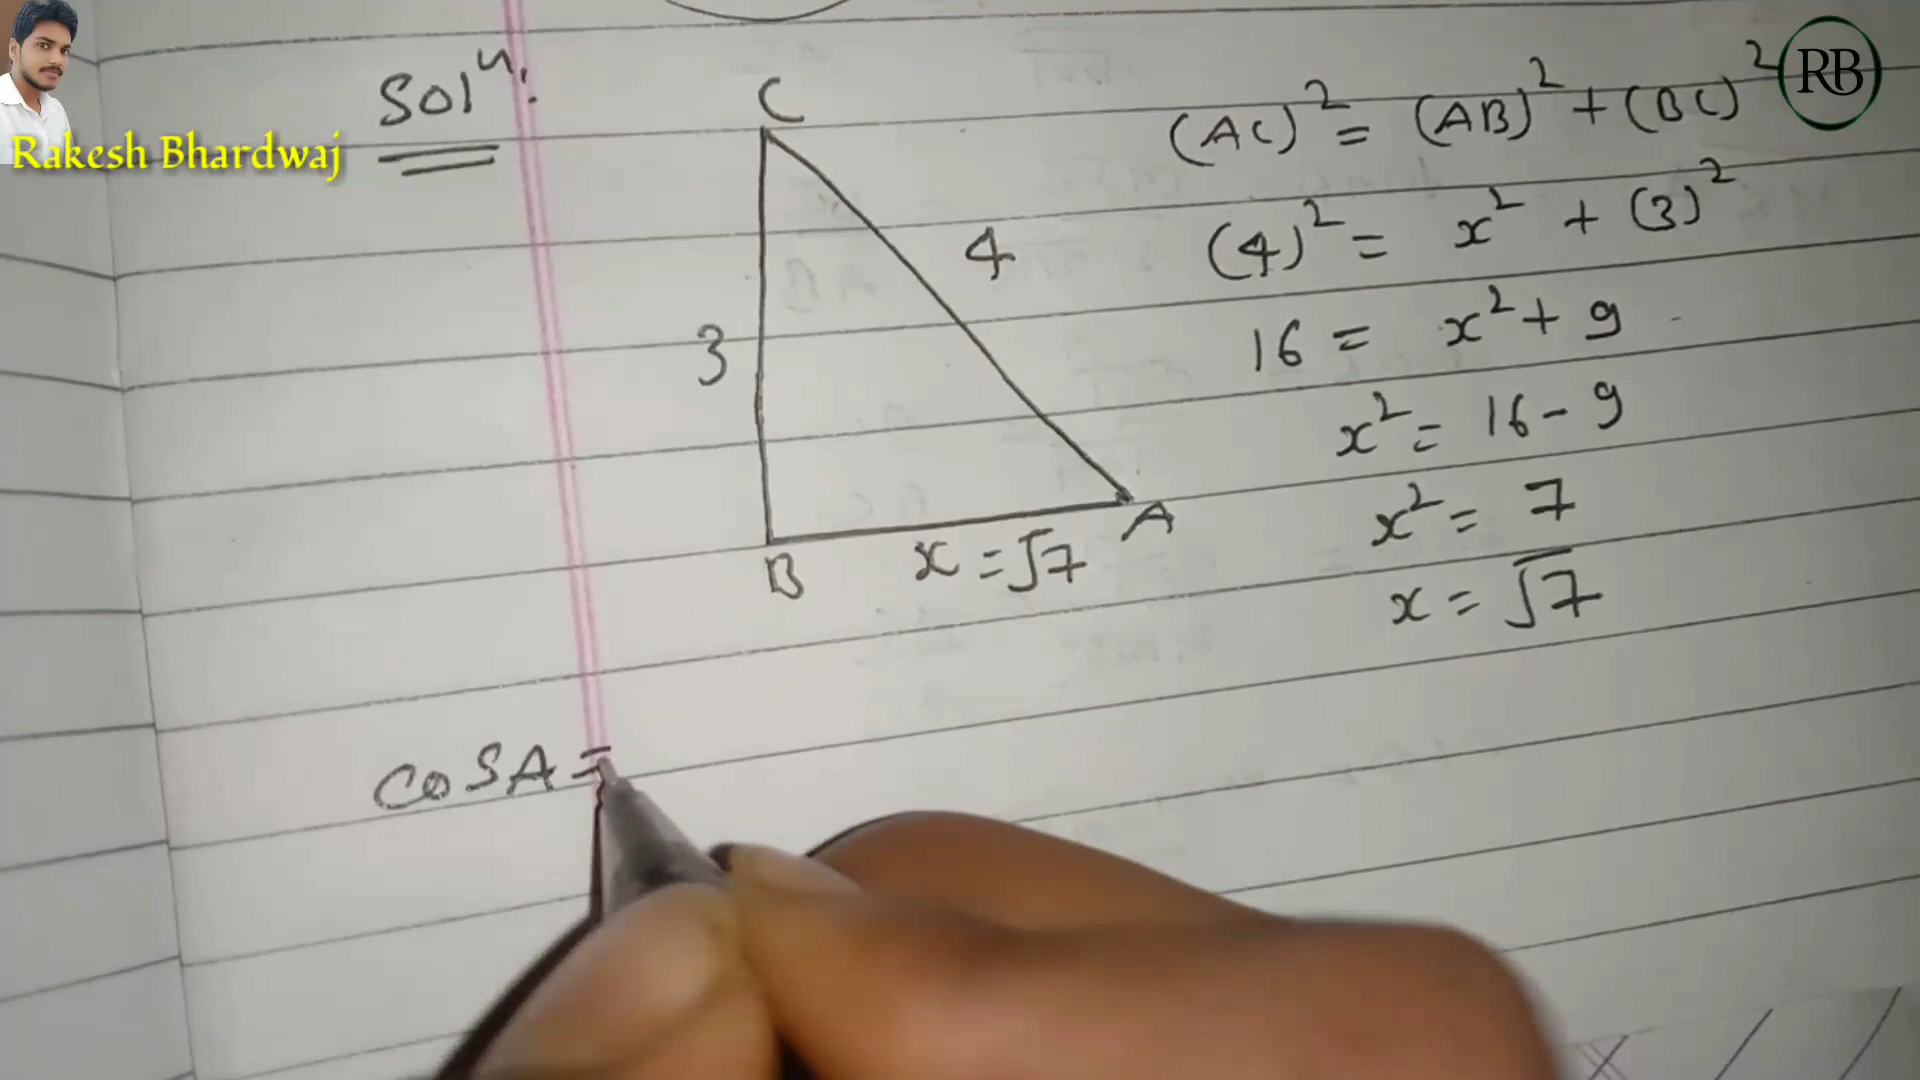 Solⁿ:
Rakesh Bhardwaj
RB
C
4
3
B
A
x = √7
(AC)² = (AB)² + (BC)²
(4)² = x² + (3)²
16 = x² + 9
x² = 16 - 9
x² = 7
x = √7
COSA =